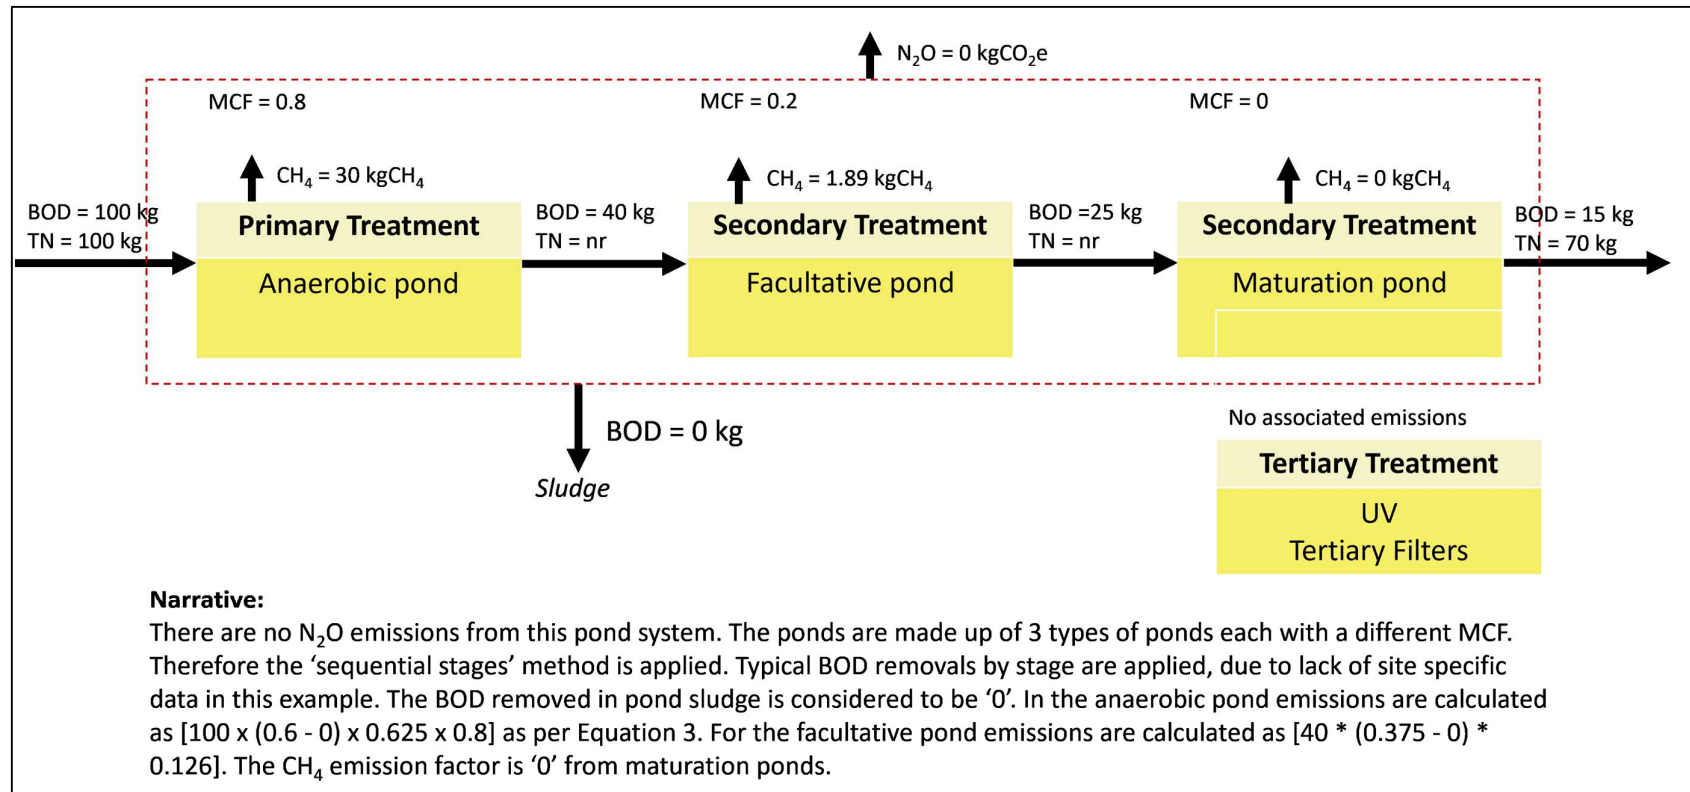 N₂O = 0 kgCO₂e
MCF = 0.8
MCF = 0.2
MCF = 0
CH₄ = 30 kgCH₄
CH₄ = 1.89 kgCH₄
CH₄ = 0 kgCH₄
BOD = 100 kg
TN = 100 kg
Primary Treatment
Anaerobic pond
BOD = 40 kg
TN = nr
Secondary Treatment
Facultative pond
BOD =25 kg
TN = nr
Secondary Treatment
Maturation pond
BOD = 15 kg
TN = 70 kg
BOD = 0 kg
Sludge
No associated emissions
Tertiary Treatment
UV
Tertiary Filters
Narrative:
There are no N₂O emissions from this pond system. The ponds are made up of 3 types of ponds each with a different MCF.
Therefore the ‘sequential stages’ method is applied. Typical BOD removals by stage are applied, due to lack of site specific
data in this example. The BOD removed in pond sludge is considered to be ‘0’. In the anaerobic pond emissions are calculated
as [100 x (0.6 - 0) x 0.625 x 0.8] as per Equation 3. For the facultative pond emissions are calculated as [40 * (0.375 - 0) *
0.126]. The CH₄ emission factor is ‘0’ from maturation ponds.